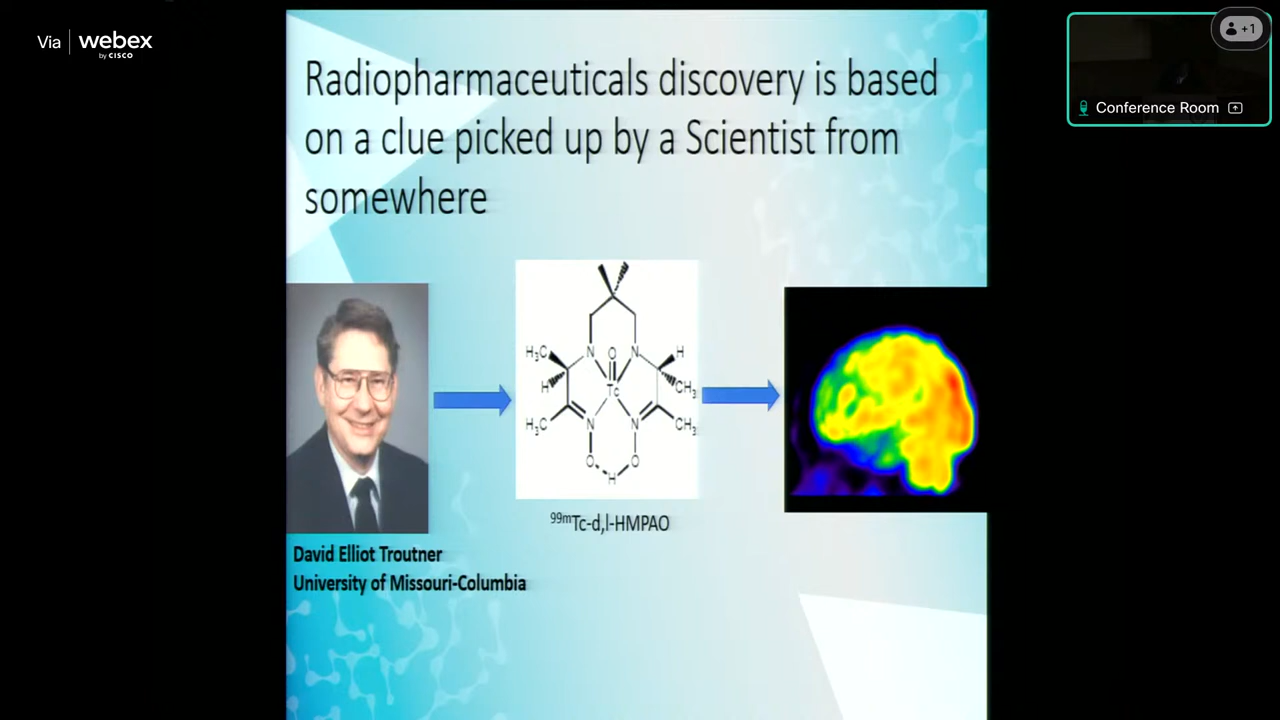 Via webex
by CISCO
+1
Conference Room
Radiopharmaceuticals discovery is based
on a clue picked up by a Scientist from
somewhere
N O N H
H₃C
H Tc CH₃
H₃C N N CH₃
O H O
99mTc-d,l-HMPAO
David Elliot Troutner
University of Missouri-Columbia